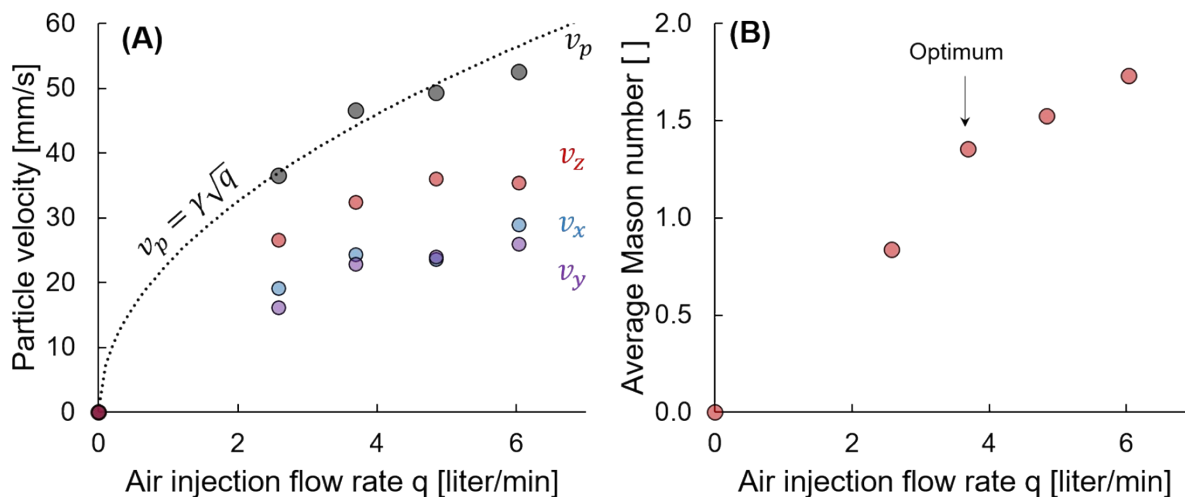 (A)
60
50
40
30
20
10
0
0
2
4
6
Particle velocity [mm/s]
Air injection flow rate q [liter/min]
v_p = γ√q
v_p
v_z
v_x
v_y
(B)
2.0
1.5
1.0
0.5
0.0
0
2
4
6
Average Mason number [ ]
Air injection flow rate q [liter/min]
Optimum